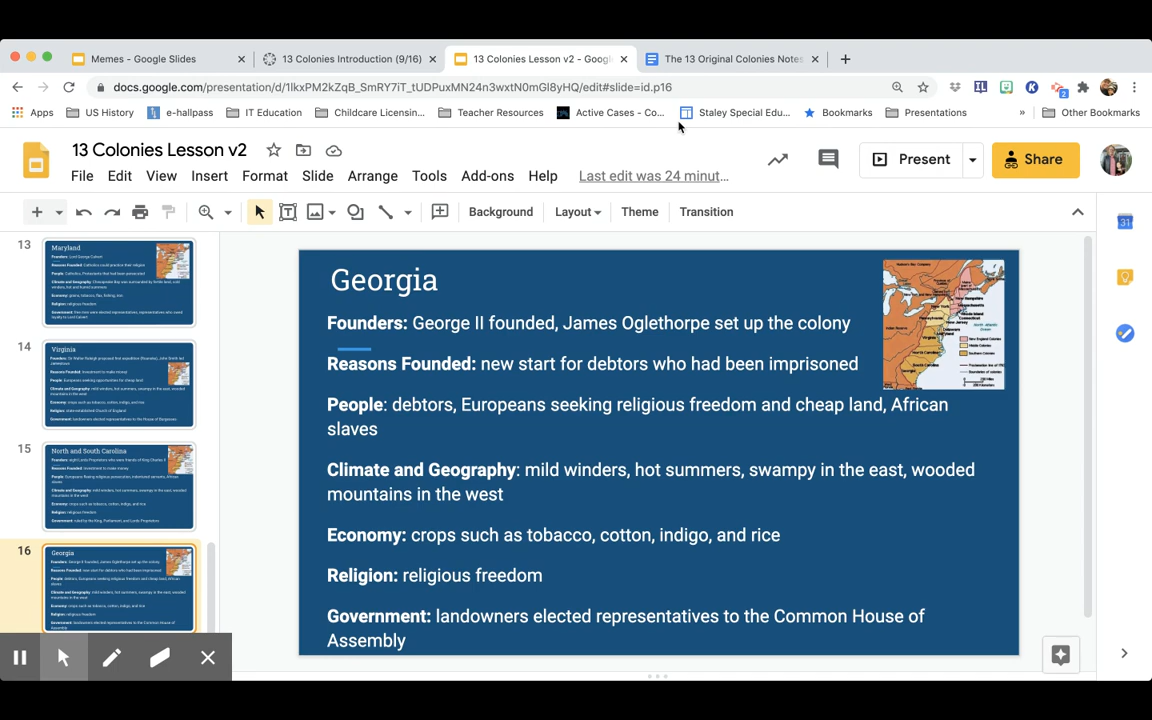 Memes - Google Slides
13 Colonies Introduction (9/16)
13 Colonies Lesson v2 - Goog
The 13 Original Colonies Notes
docs.google.com/presentation/d/1lkxPM2kZqB_SmRY7iT_tUDPuxMN24n3wxtN0mGl8yHQ/edit#slide=id.p16
Apps
US History
e-hallpass
IT Education
Childcare Licensin...
Teacher Resources
Active Cases - Co...
Staley Special Edu...
Bookmarks
Presentations
»
Other Bookmarks
13 Colonies Lesson v2
Present
Share
File Edit View Insert Format Slide Arrange Tools Add-ons Help Last edit was 24 minut...
Background Layout Theme Transition
31
13
Maryland
14
Virginia
15
North and South Carolina
16
Georgia
Georgia
Founders: George II founded, James Oglethorpe set up the colony
Reasons Founded: new start for debtors who had been imprisoned
People: debtors, Europeans seeking religious freedom and cheap land, African
slaves
Climate and Geography: mild winders, hot summers, swampy in the east, wooded
mountains in the west
Economy: crops such as tobacco, cotton, indigo, and rice
Religion: religious freedom
Government: landowners elected representatives to the Common House of
Assembly